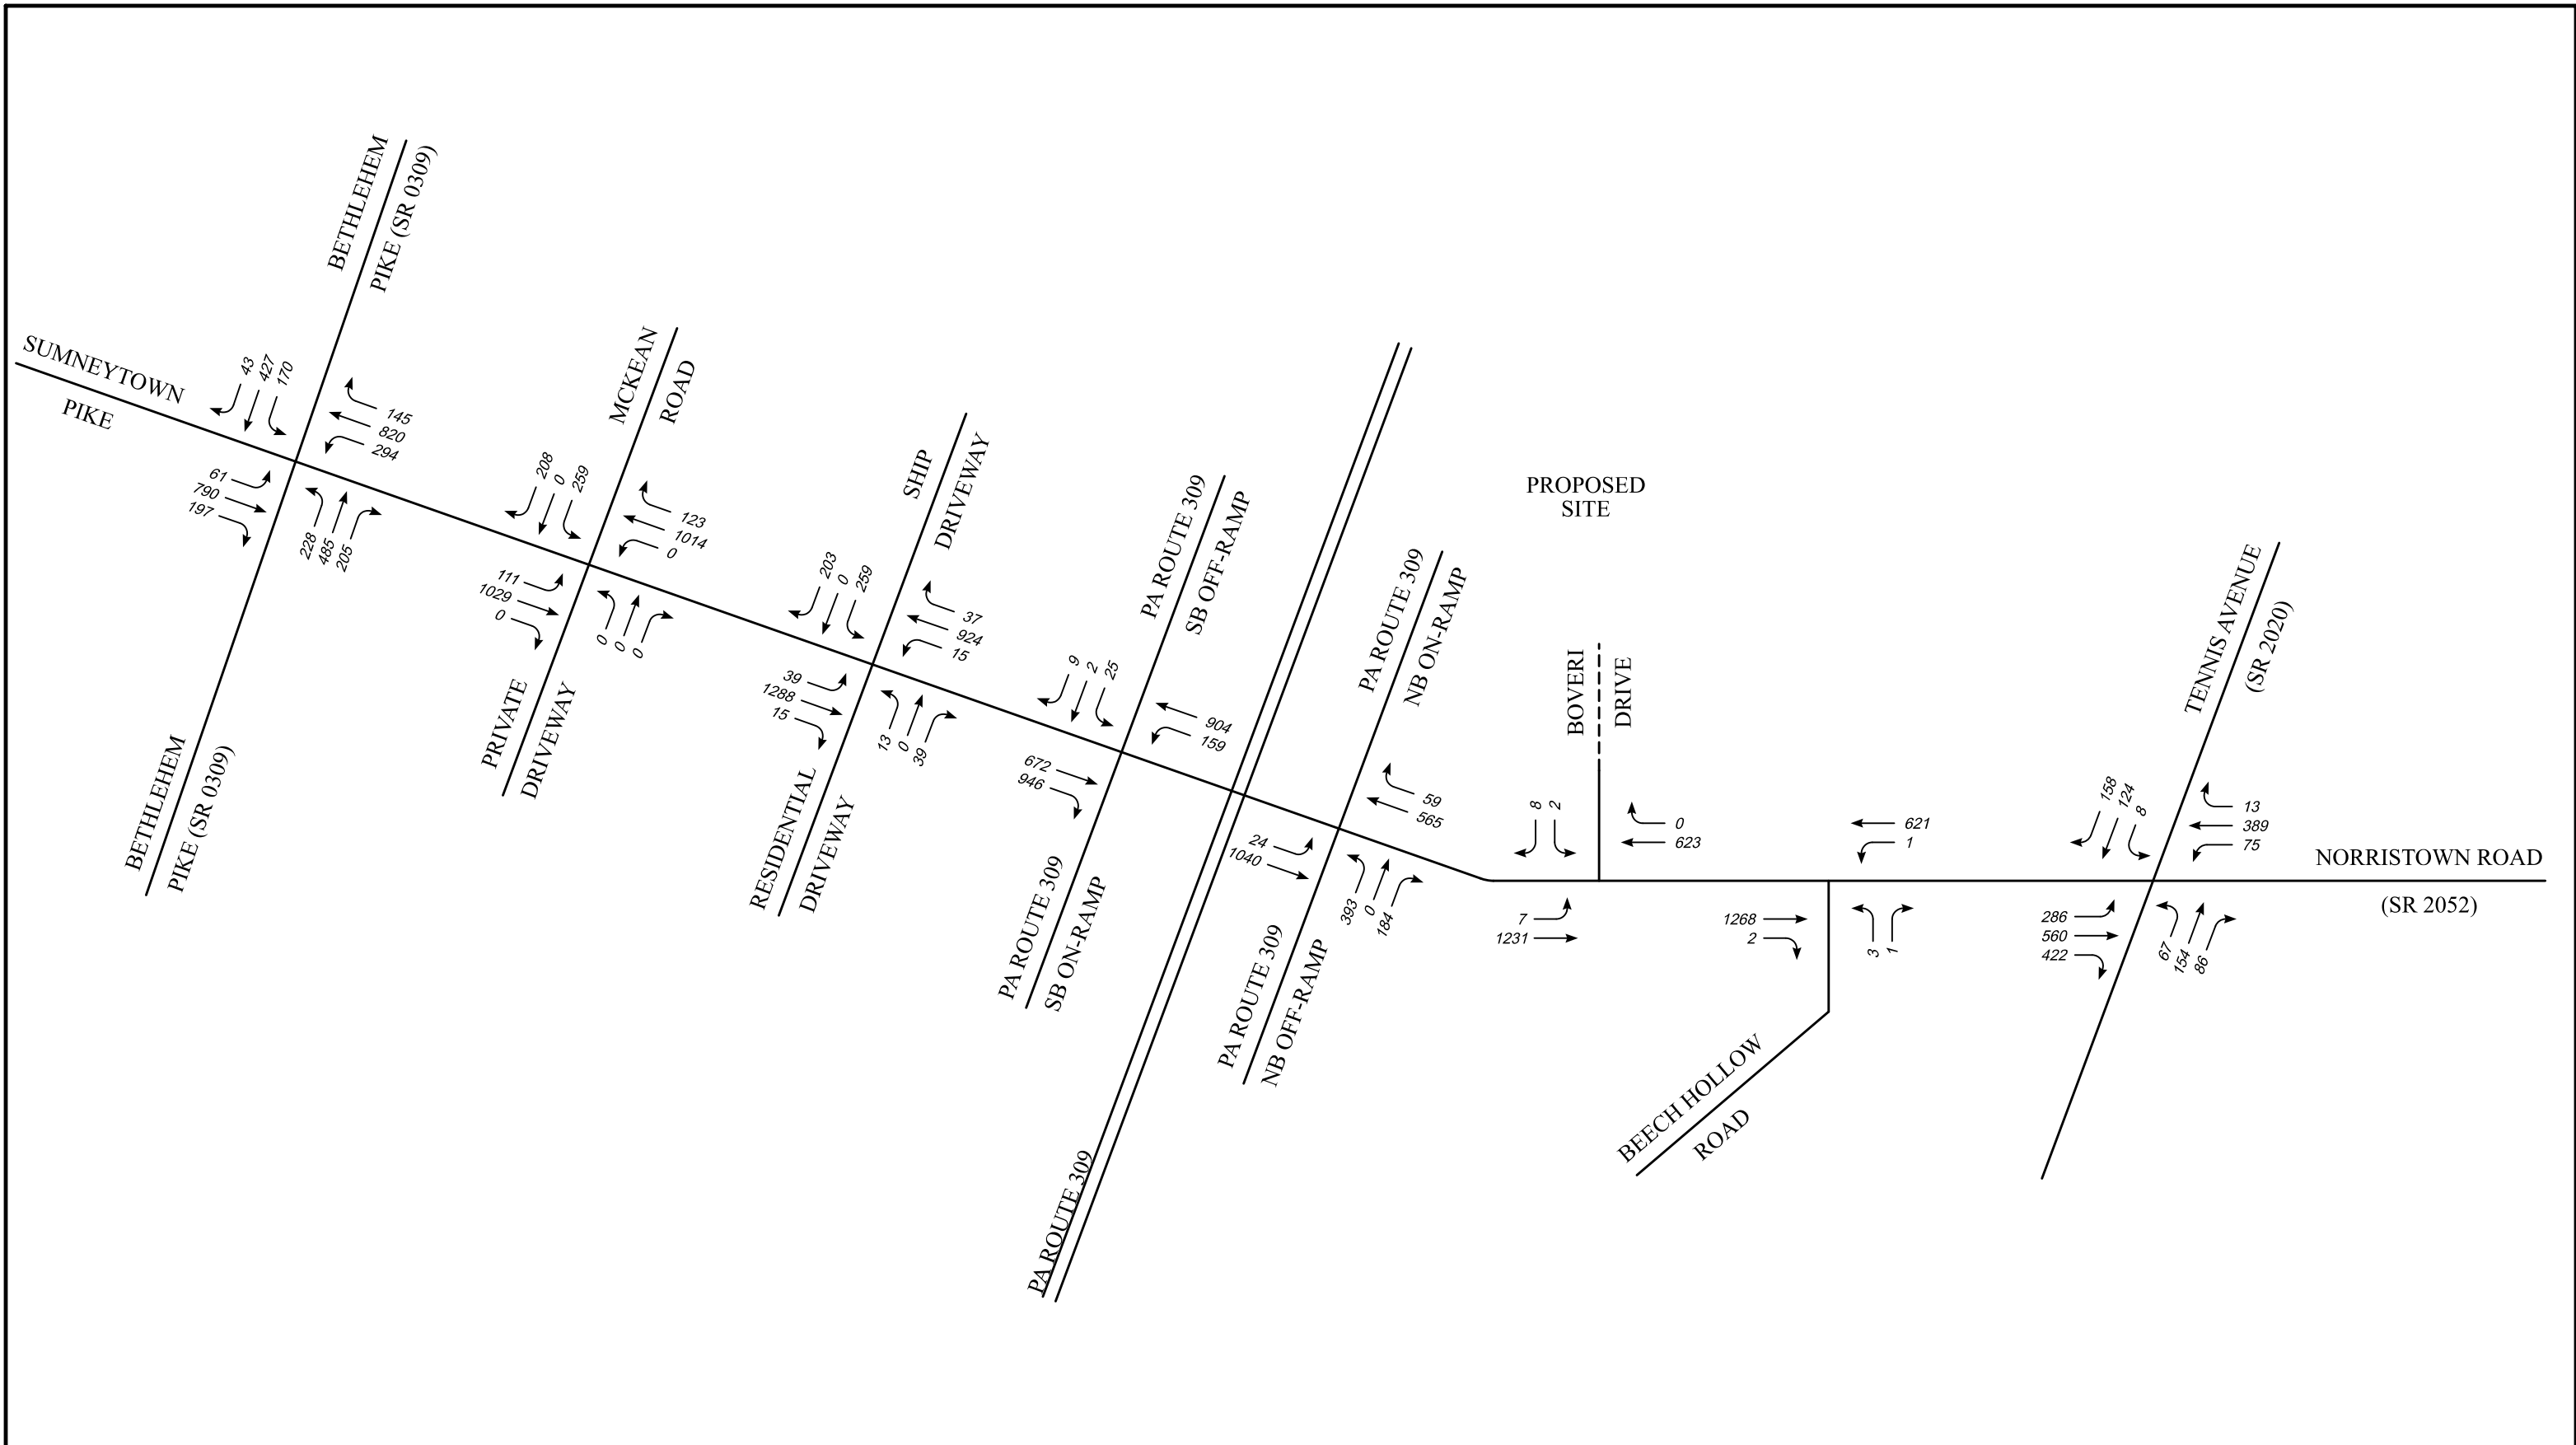 BETHLEHEM
PIKE (SR 0309)
SUMNEYTOWN
PIKE
43
427
170
145
820
294
61
790
197
228
485
205
BETHLEHEM
PIKE (SR 0309)
MCKEAN
ROAD
208
0
259
123
1014
0
111
1029
0
0
0
0
PRIVATE
DRIVEWAY
SHIP
DRIVEWAY
203
0
259
37
924
15
39
1288
15
13
0
39
RESIDENTIAL
DRIVEWAY
PA ROUTE 309
SB OFF-RAMP
9
2
25
904
159
672
946
PA ROUTE 309
SB ON-RAMP
PA ROUTE 309
PA ROUTE 309
NB ON-RAMP
59
565
24
1040
393
0
184
PA ROUTE 309
NB OFF-RAMP
PROPOSED
SITE
BOVERI
DRIVE
8
2
0
623
7
1231
621
1
1268
2
3
1
BEECH HOLLOW
ROAD
TENNIS AVENUE
(SR 2020)
158
124
8
13
389
75
286
560
422
67
154
86
NORRISTOWN ROAD
(SR 2052)